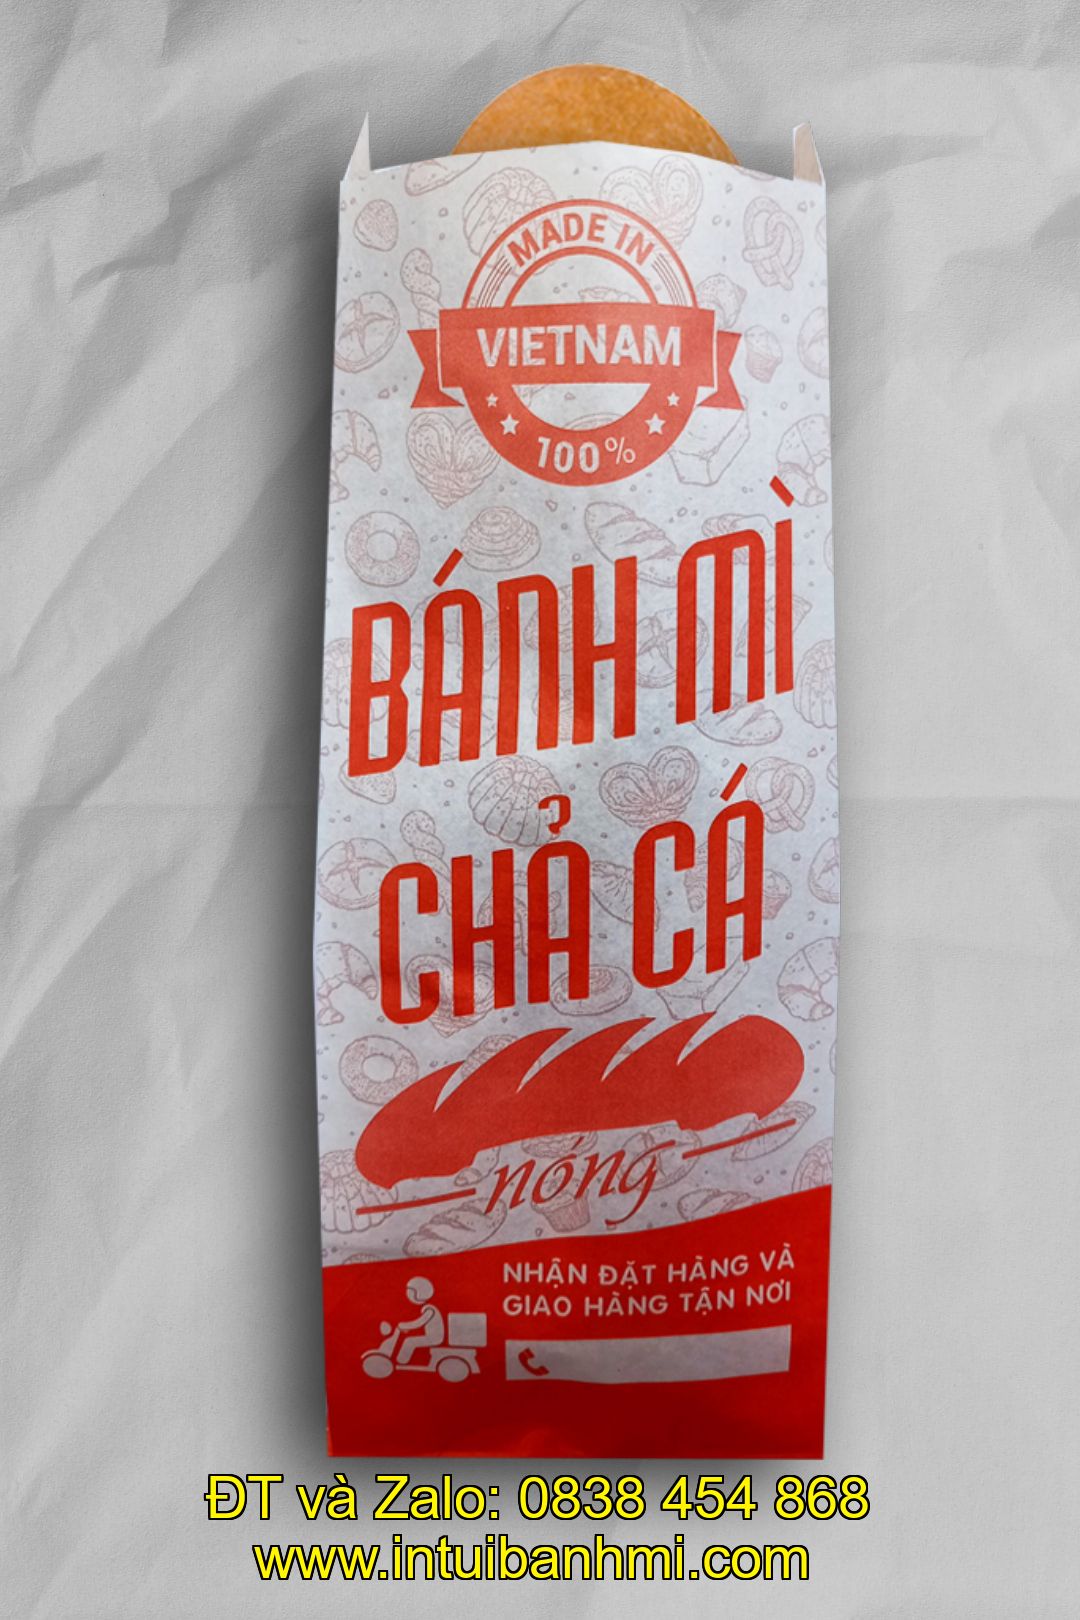 MADE IN
VIETNAM
100%
BÁNH MÌ
CHẢ CÁ
nóng
NHẬN ĐẶT HÀNG VÀ
GIAO HÀNG TẬN NƠI
ĐT và Zalo: 0838 454 868
www.intuibanhmi.com